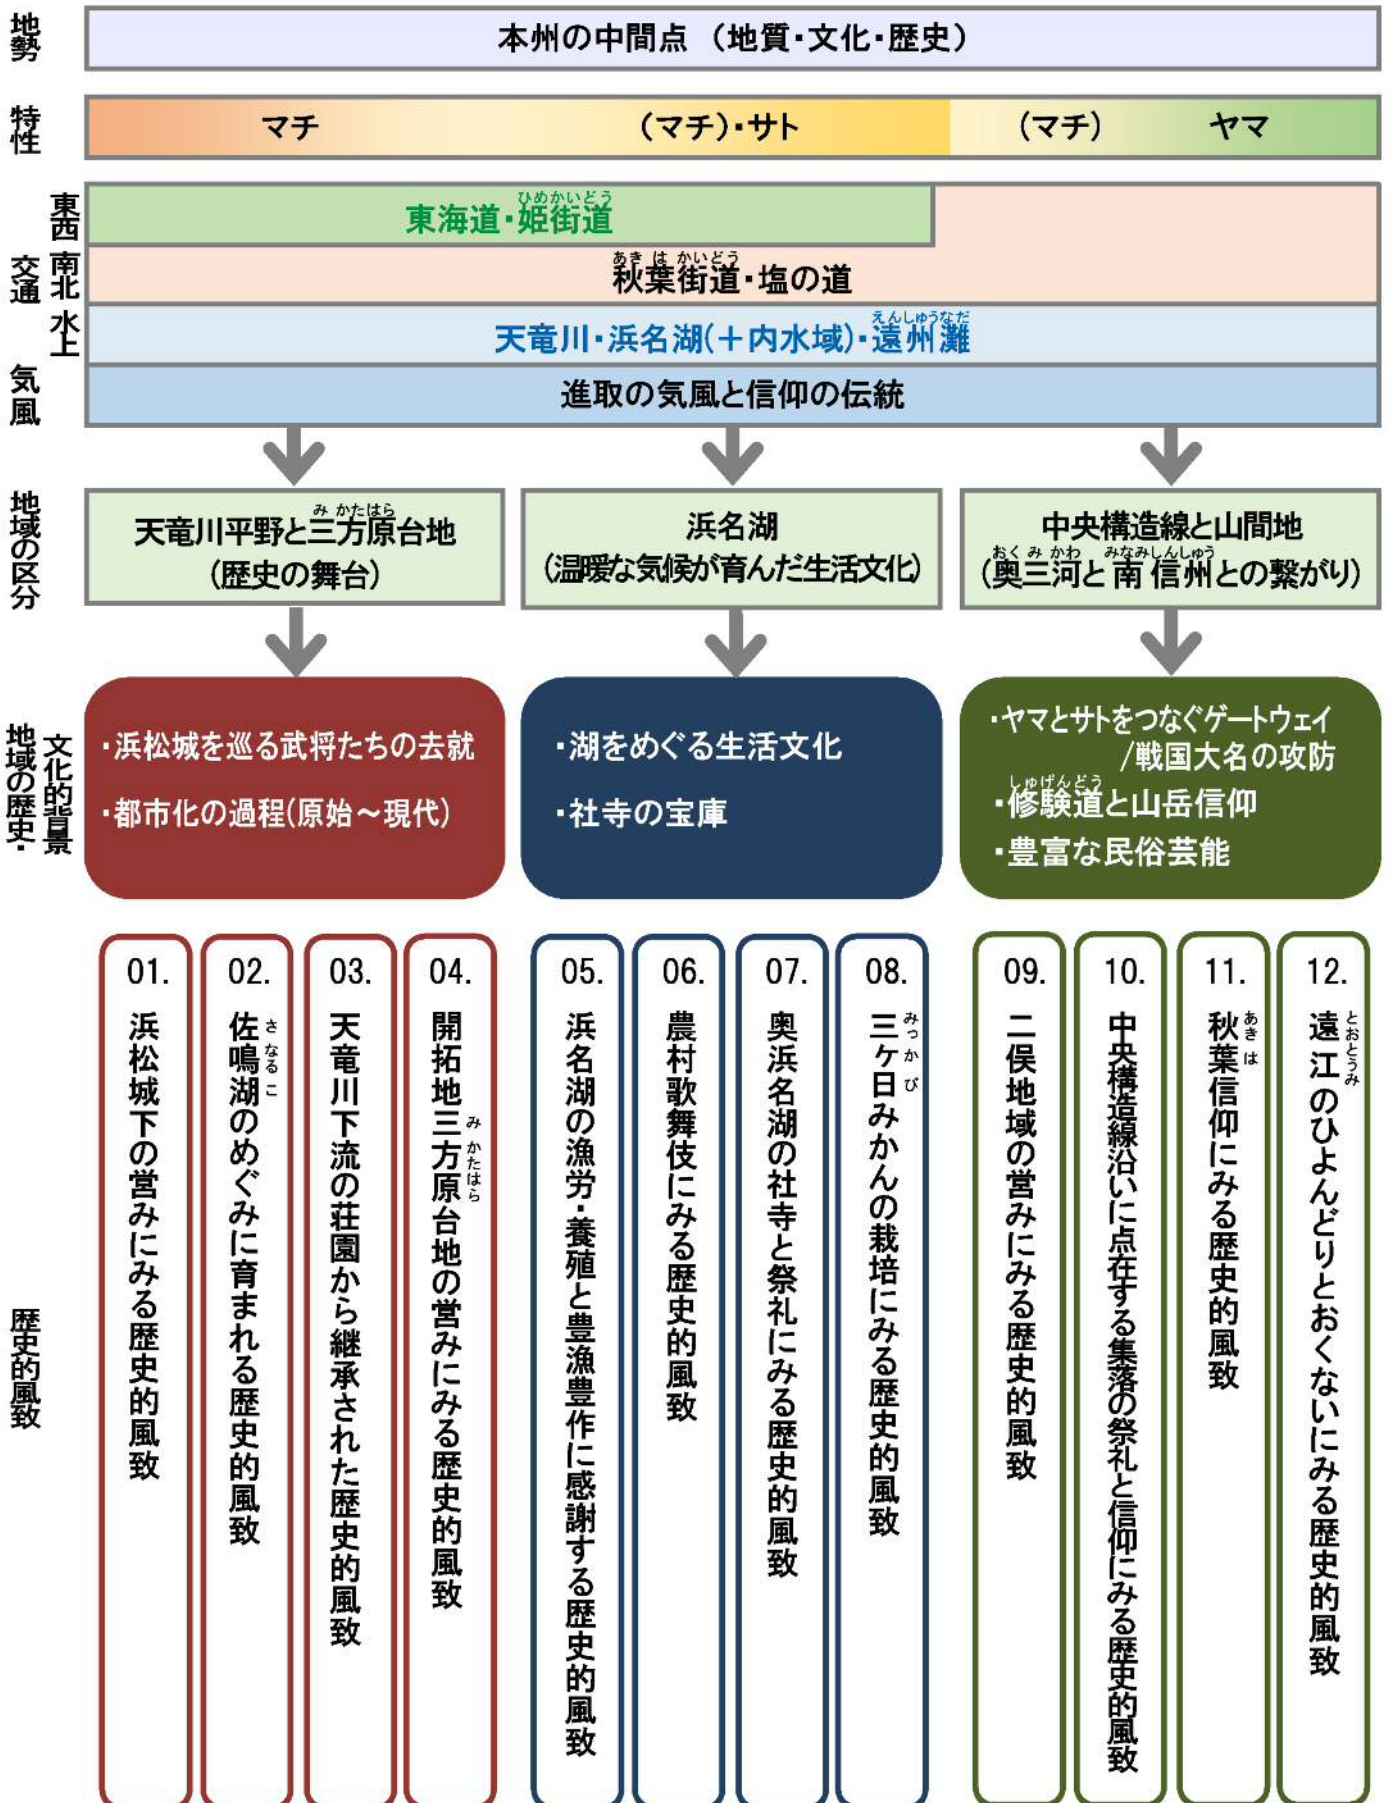 地勢
本州の中間点 (地質・文化・歴史)
特性
マチ
(マチ)・サト
(マチ)
ヤマ
交通
東西
東海道・姫街道
ひめかいどう
南北
秋葉街道・塩の道
あき は かいどう
水上
天竜川・浜名湖(+内水域)・遠州灘
えんしゅうなだ
気風
進取の気風と信仰の伝統
地域の区分
天竜川平野と三方原台地
み かたはら
(歴史の舞台)
浜名湖
(温暖な気候が育んだ生活文化)
中央構造線と山間地
(奥三河と南信州との繋がり)
おく み かわ みなみしんしゅう
地域の歴史・
文化的背景
・浜松城を巡る武将たちの去就
・都市化の過程(原始~現代)
・湖をめぐる生活文化
・社寺の宝庫
・ヤマとサトをつなぐゲートウェイ
/戦国大名の攻防
・修験道と山岳信仰
しゅげんどう
・豊富な民俗芸能
歴史的風致
01.
浜松城下の営みにみる歴史的風致
02.
佐鳴湖のめぐみに育まれる歴史的風致
さ なる こ
03.
天竜川下流の荘園から継承された歴史的風致
04.
開拓地三方原台地の営みにみる歴史的風致
み かたはら
05.
浜名湖の漁労・養殖と豊漁豊作に感謝する歴史的風致
06.
農村歌舞伎にみる歴史的風致
07.
奥浜名湖の社寺と祭礼にみる歴史的風致
08.
三ケ日みかんの栽培にみる歴史的風致
みっ か び
09.
二俣地域の営みにみる歴史的風致
10.
中央構造線沿いに点在する集落の祭礼と信仰にみる歴史的風致
11.
秋葉信仰にみる歴史的風致
あき は
12.
遠江のひよんどりとおくないにみる歴史的風致
とおとうみ